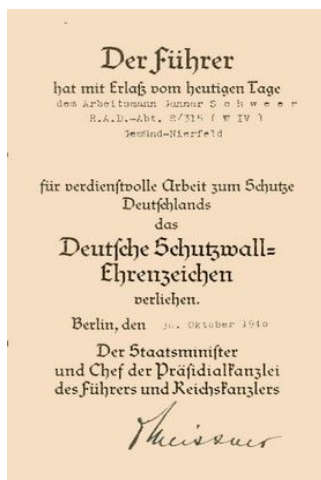 Der Führer
hat mit Erlaß vom heutigen Tage
dem Arbeitsmann Gunnar S c h w e e r
R.A.D.-Abt. 8/315 ( W IV )
Gemünd-Nierfeld
für verdienstvolle Arbeit zum Schutze
Deutschlands
das
Deutsche Schutzwall=
Ehrenzeichen
verliehen.
Berlin, den 30. Oktober 1940
Der Staatsminister
und Chef der Präsidialkanzlei
des Führers und Reichskanzlers
Meissner